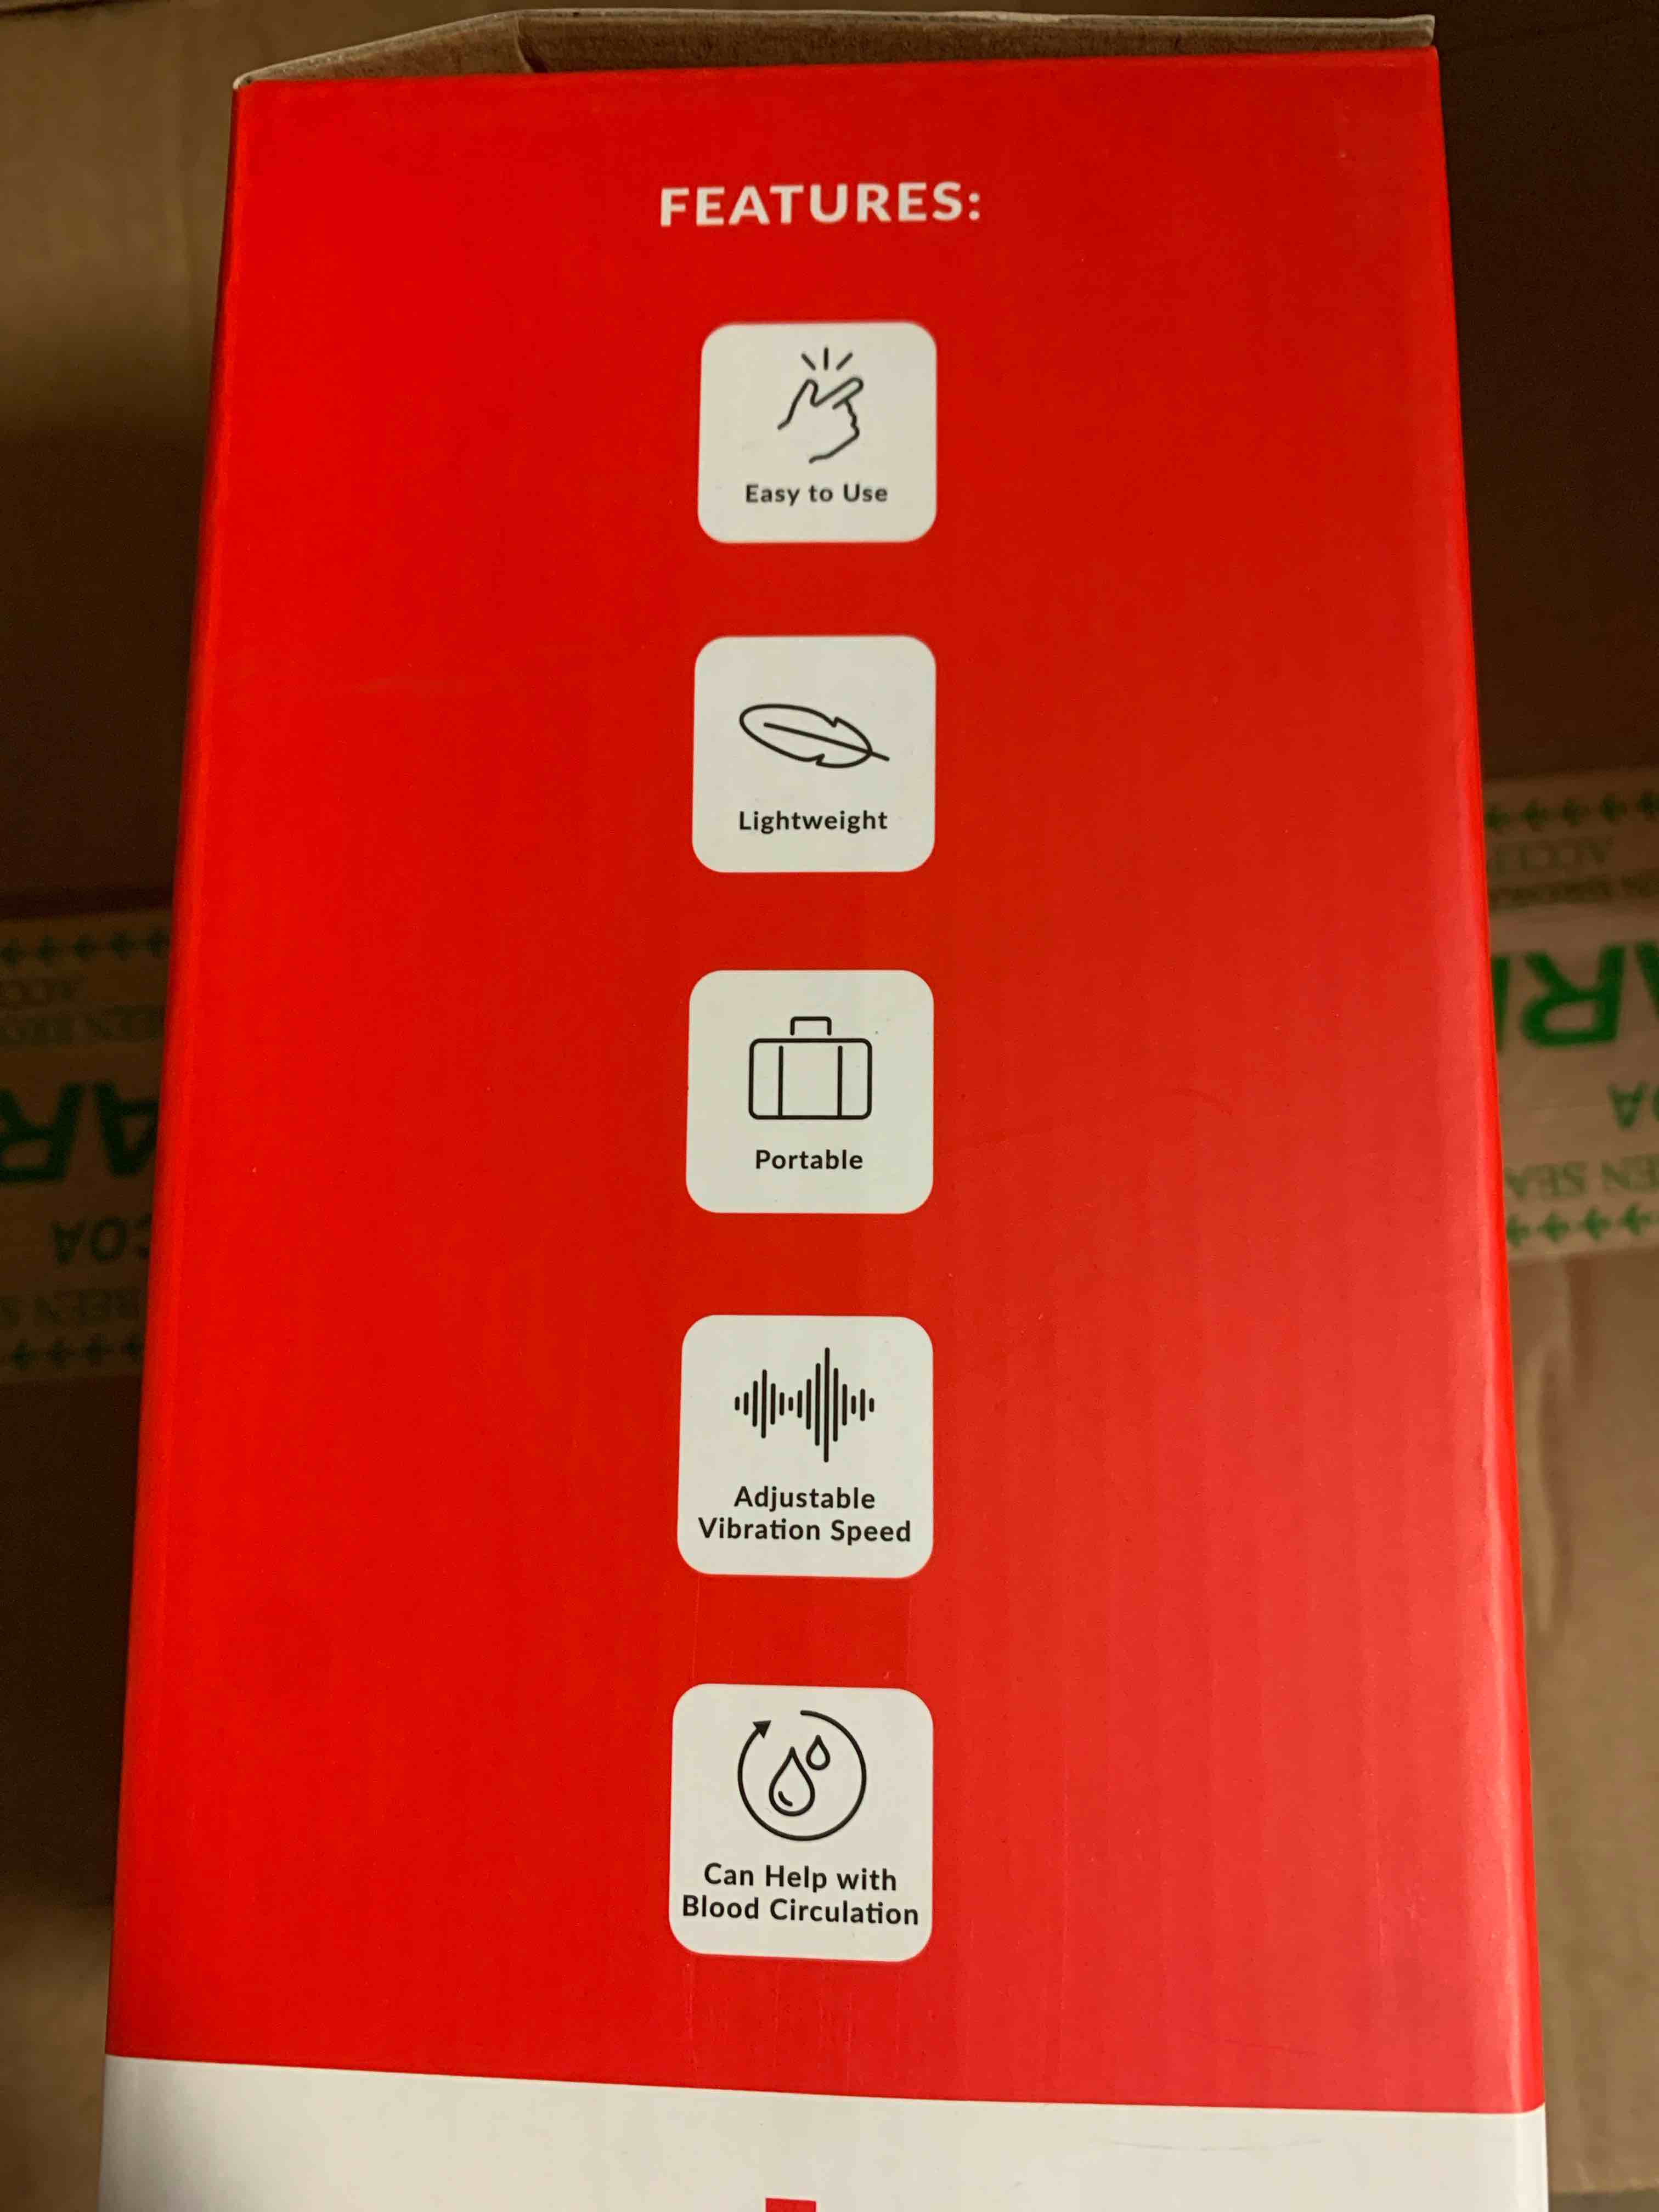 FEATURES:
Easy to Use
Lightweight
Portable
Adjustable
Vibration Speed
Can Help with
Blood Circulation